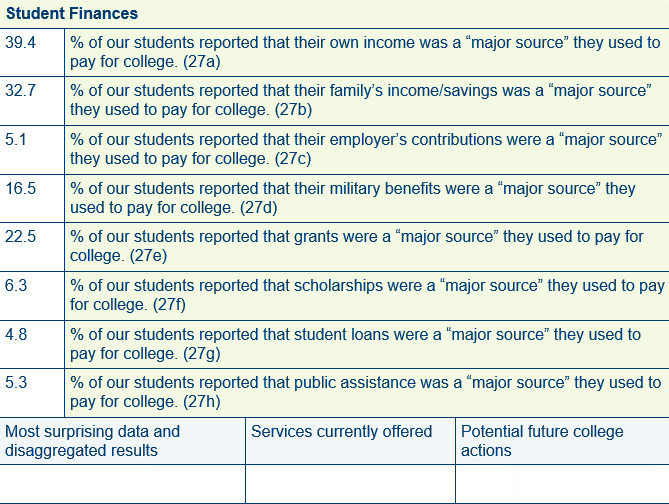 Student Finances
39.4
% of our students reported that their own income was a “major source” they used to
pay for college. (27a)
32.7
% of our students reported that their family’s income/savings was a “major source”
they used to pay for college. (27b)
5.1
% of our students reported that their employer’s contributions were a “major source”
they used to pay for college. (27c)
16.5
% of our students reported that their military benefits were a “major source” they
used to pay for college. (27d)
22.5
% of our students reported that grants were a “major source” they used to pay for
college. (27e)
6.3
% of our students reported that scholarships were a “major source” they used to pay
for college. (27f)
4.8
% of our students reported that student loans were a “major source” they used to
pay for college. (27g)
5.3
% of our students reported that public assistance was a “major source” they used to
pay for college. (27h)
Most surprising data and
disaggregated results
Services currently offered
Potential future college
actions